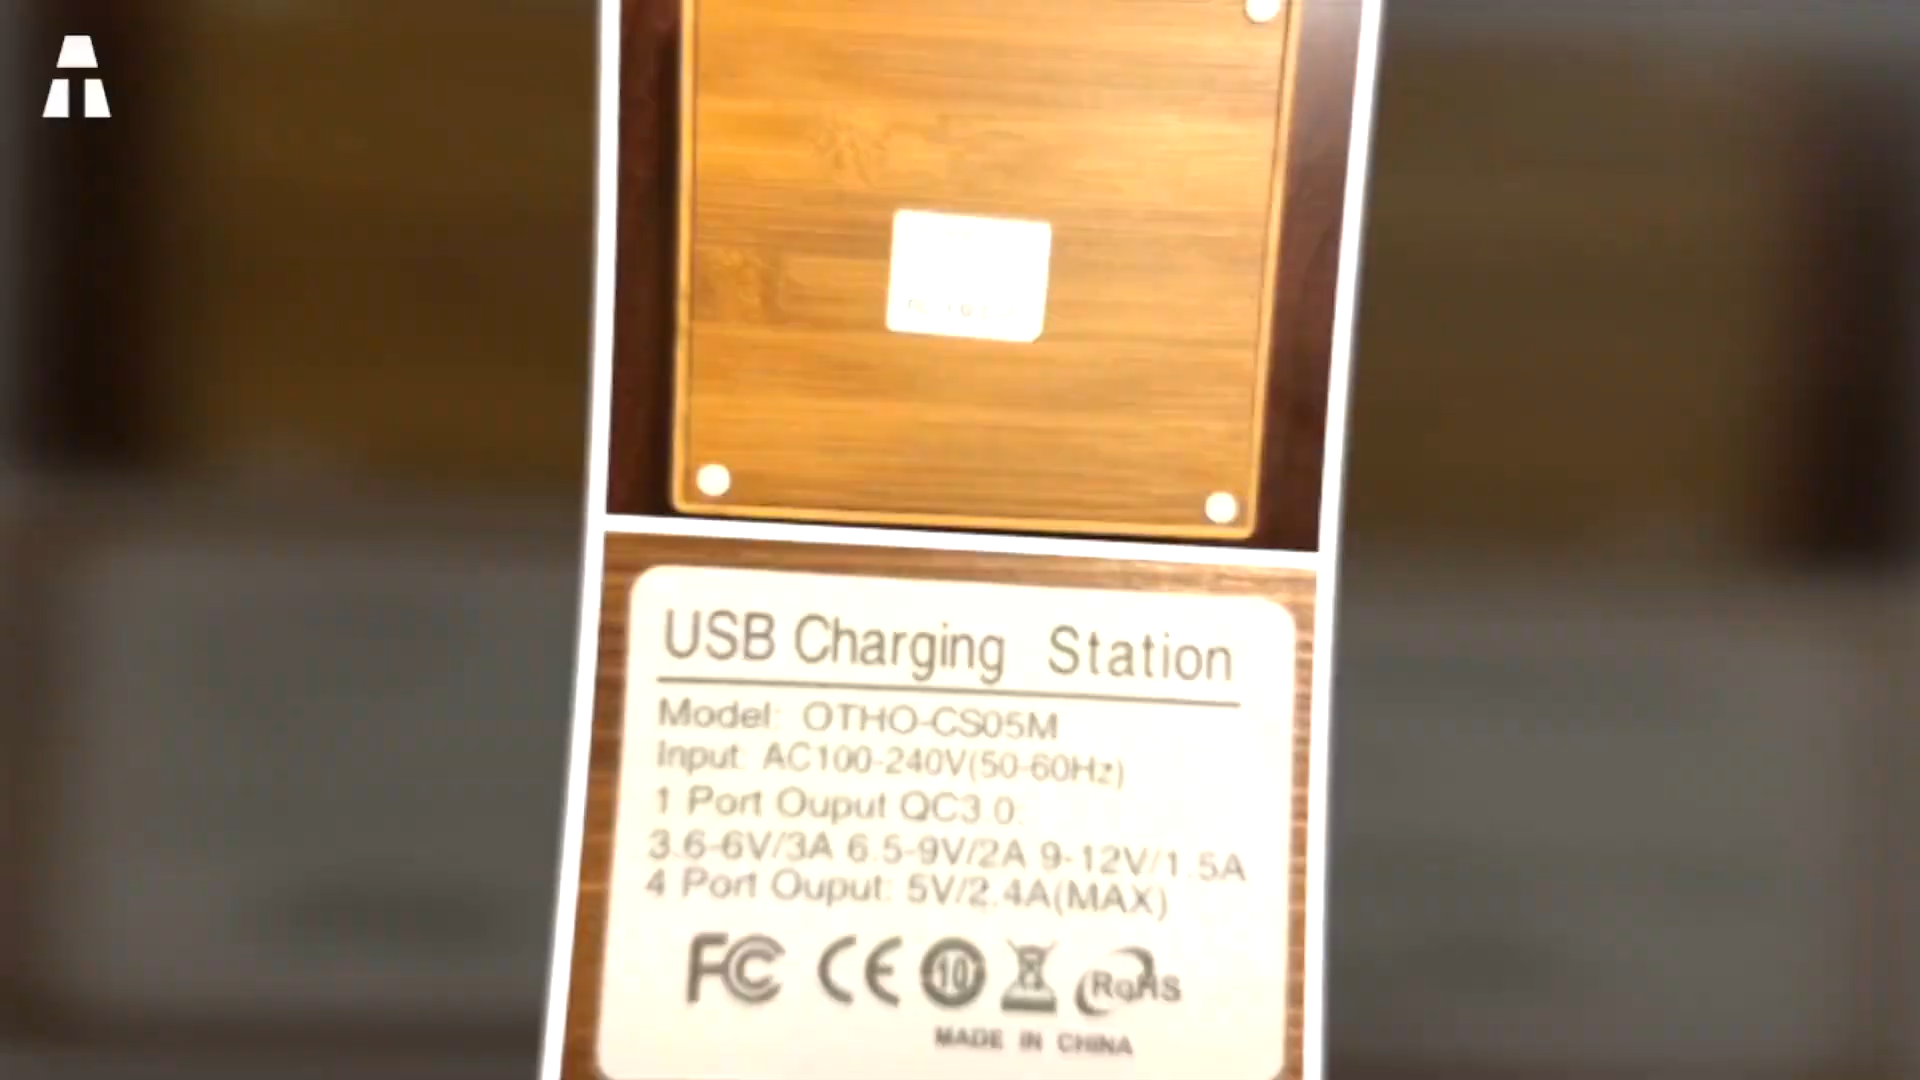 USB Charging Station
Model: OTHO-CS05M
Input: AC100-240V(50-60Hz)
1 Port Ouput QC3.0:
3.6-6V/3A 6.5-9V/2A 9-12V/1.5A
4 Port Ouput: 5V/2.4A(MAX)
FC CE 10 RoHS
MADE IN CHINA